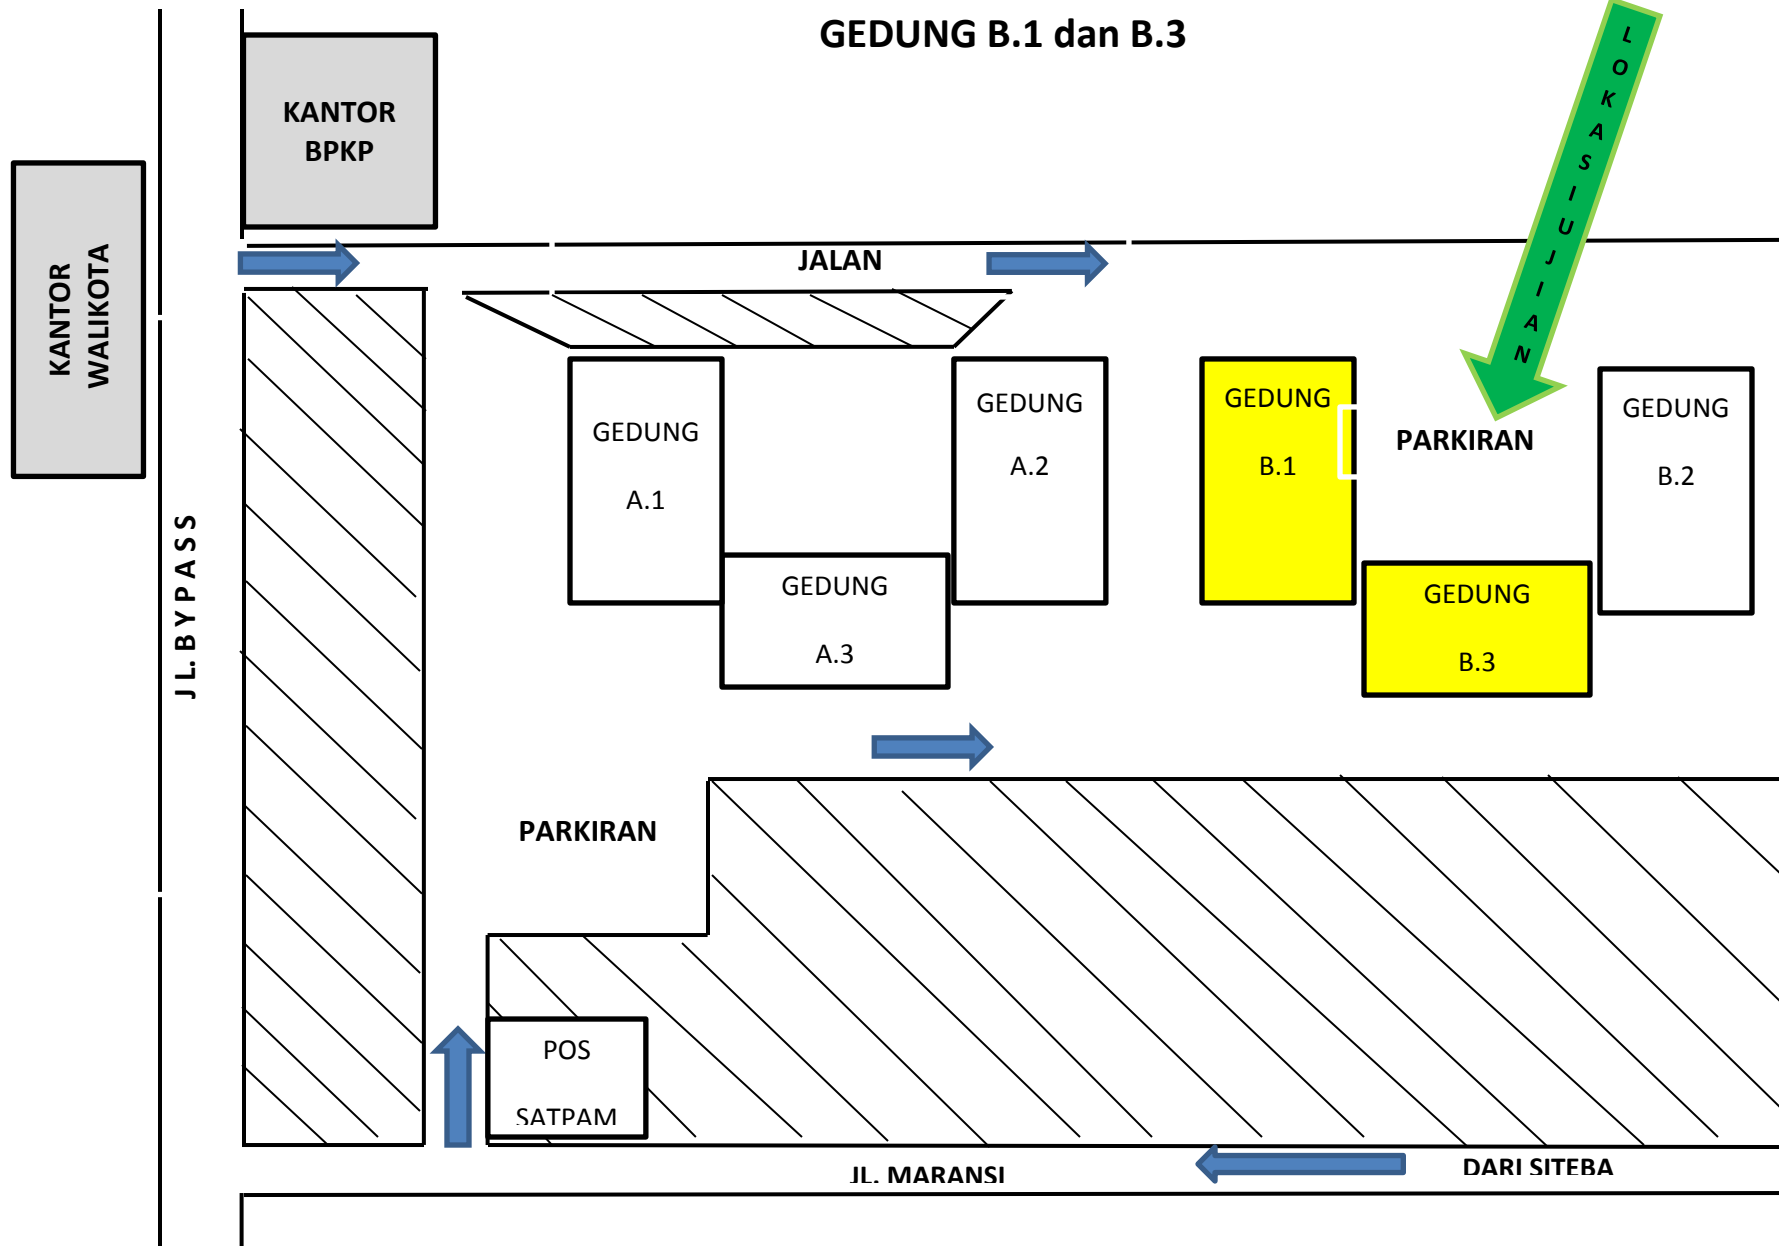 GEDUNG B.1 dan B.3
LOKASI UJIAN
KANTOR
BPKP
KANTOR
WALIKOTA
JALAN
GEDUNG
A.1
GEDUNG
A.2
GEDUNG
A.3
GEDUNG
B.1
PARKIRAN
GEDUNG
B.2
GEDUNG
B.3
JL. BYPASS
PARKIRAN
POS
SATPAM
JL. MARANSI
DARI SITEBA